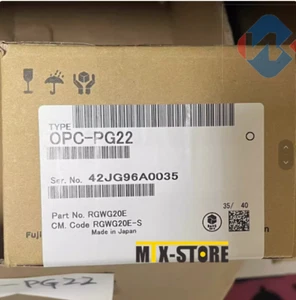 TYPE
OPC-PG22
Ser. No. 42JG96A0035
Part No. RGWG20E
CM. Code RGWG20E-S
Made in Japan
35/ 40
Fuji
MTX-STORE
-PG22